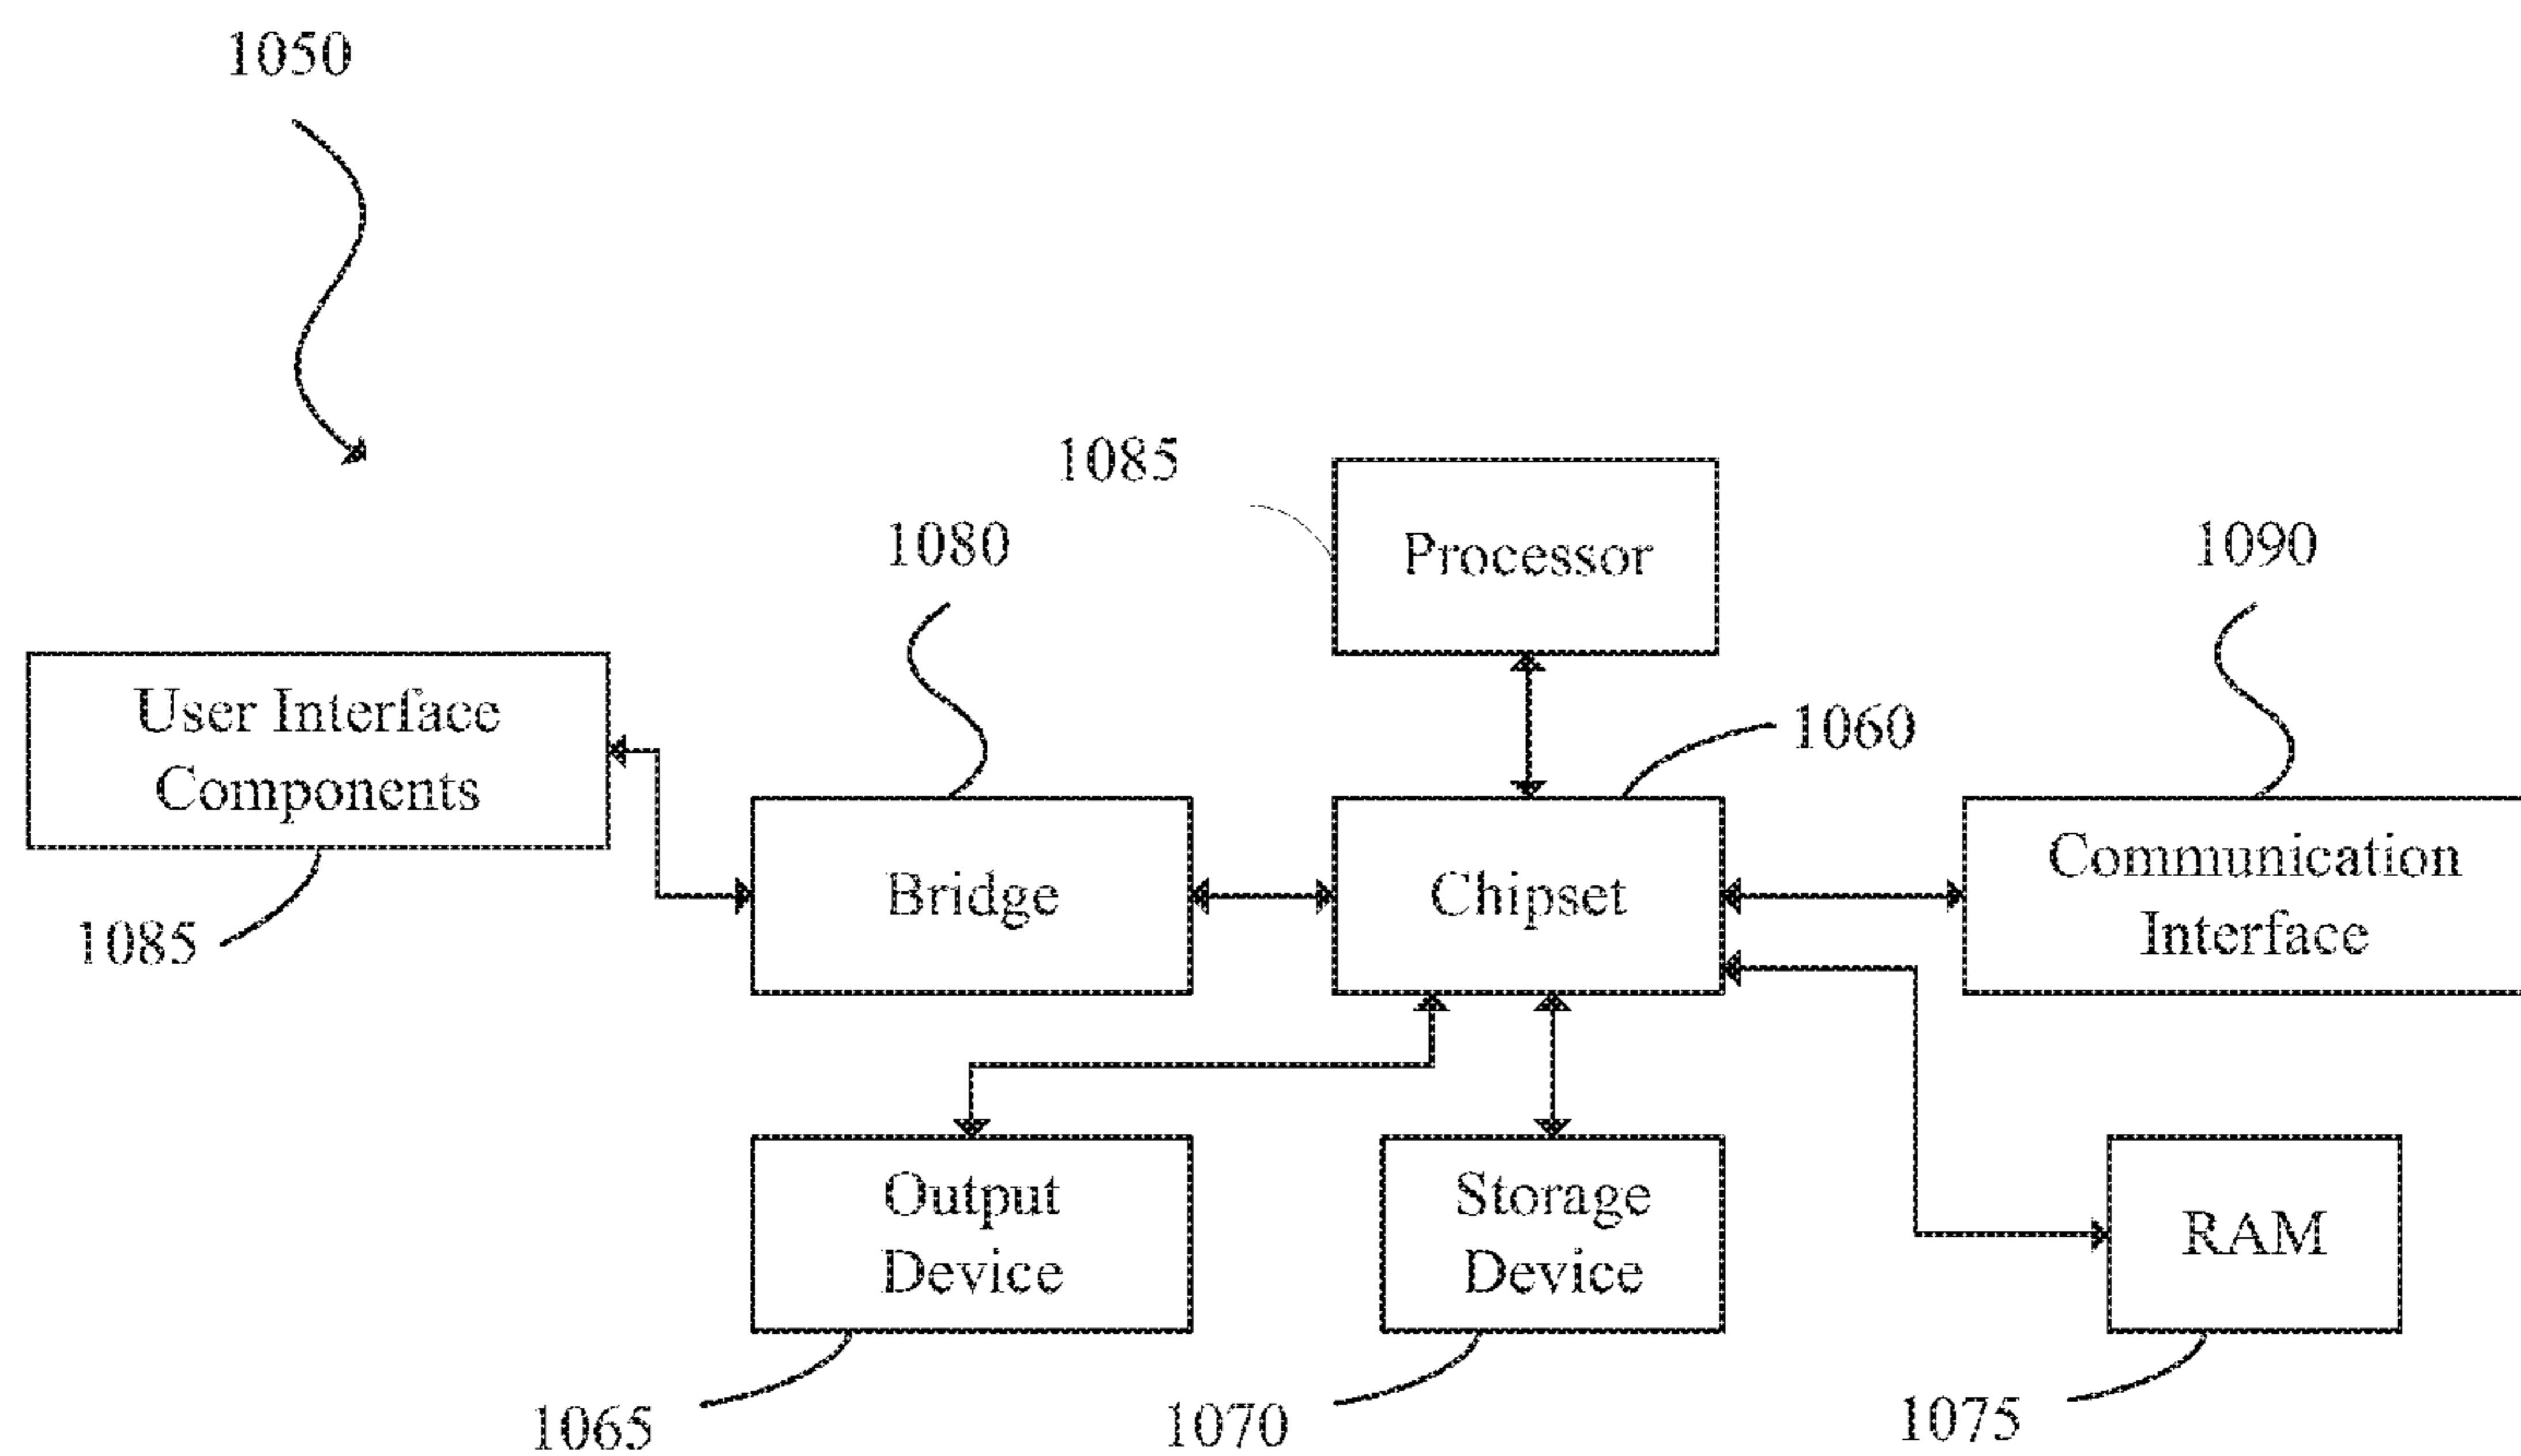 1050
1085
Processor
1080
1090
User Interface
Components
1060
1085
Bridge
Chipset
Communication
Interface
Output
Device
Storage
Device
RAM
1065
1070
1075